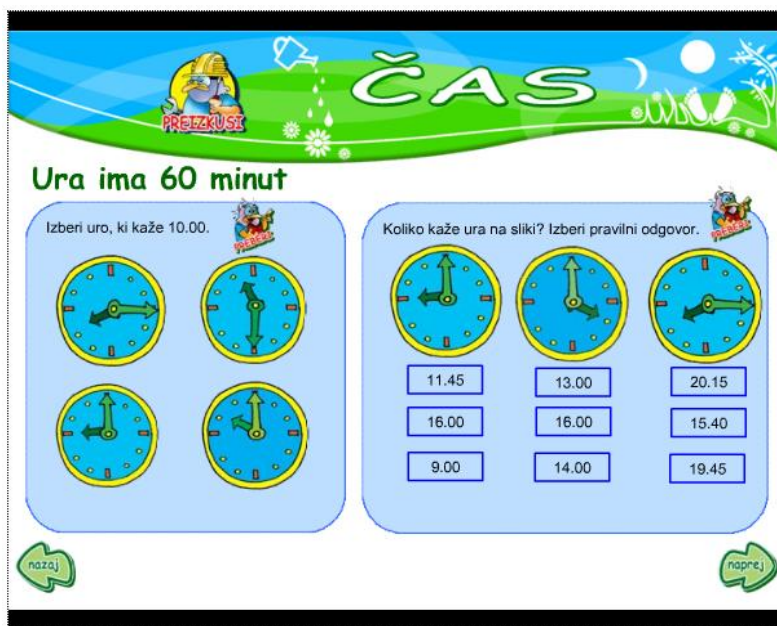 PREIZKUSI
ČAS
Ura ima 60 minut
Izberi uro, ki kaže 10.00.
PREBERI
Koliko kaže ura na sliki? Izberi pravilni odgovor.
PREBERI
11.45
13.00
20.15
16.00
16.00
15.40
9.00
14.00
19.45
nazaj
naprej